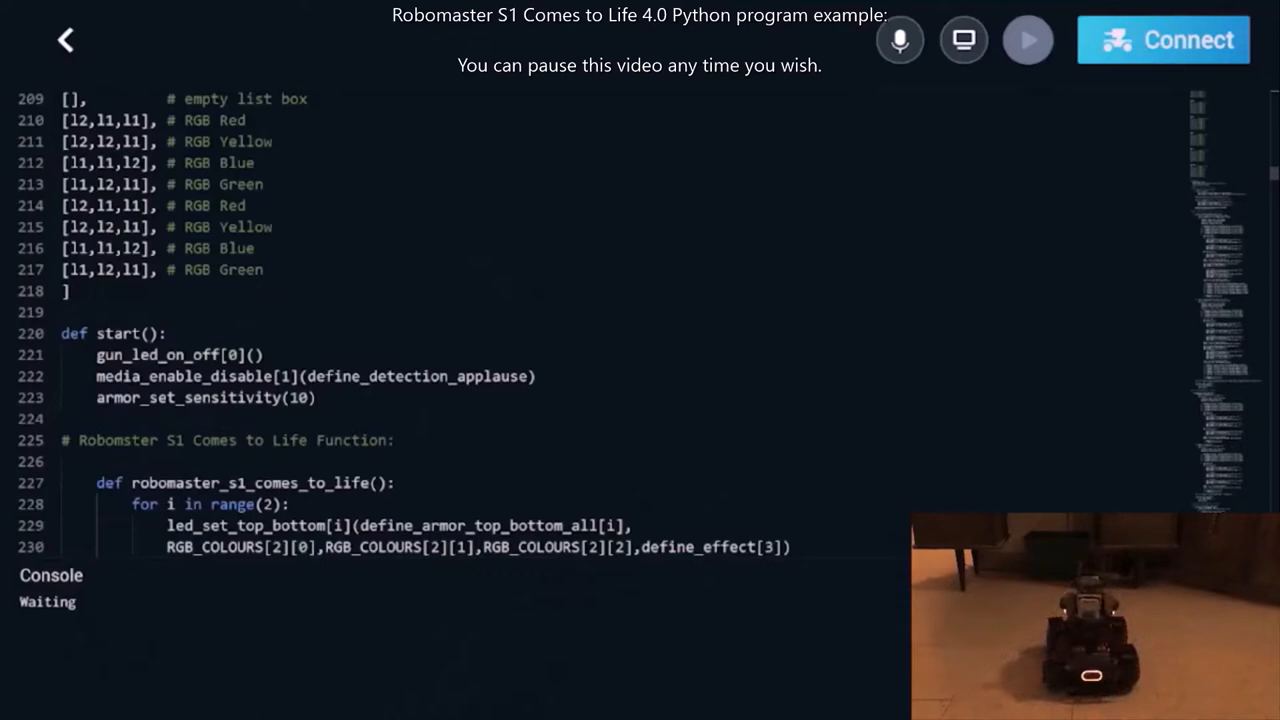 Robomaster S1 Comes to Life 4.0 Python program example:
You can pause this video any time you wish.
Connect
209 [], # empty list box
210 [l2,l1,l1], # RGB Red
211 [l2,l2,l1], # RGB Yellow
212 [l1,l1,l2], # RGB Blue
213 [l1,l2,l1], # RGB Green
214 [l2,l1,l1], # RGB Red
215 [l2,l2,l1], # RGB Yellow
216 [l1,l1,l2], # RGB Blue
217 [l1,l2,l1], # RGB Green
218 ]
219
220 def start():
221 gun_led_on_off[0]()
222 media_enable_disable[1](define_detection_applause)
223 armor_set_sensitivity(10)
224
225 # Robomster S1 Comes to Life Function:
226
227 def robomaster_s1_comes_to_life():
228 for i in range(2):
229 led_set_top_bottom[i](define_armor_top_bottom_all[i],
230 RGB_COLOURS[2][0],RGB_COLOURS[2][1],RGB_COLOURS[2][2],define_effect[3])
Console
Waiting